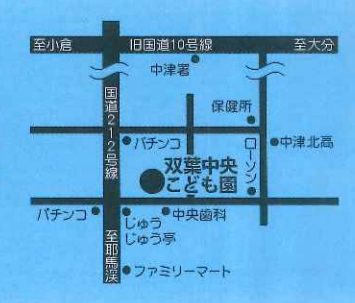 至小倉
旧国道10号線
至大分
中津署
国道212号線
保健所
パチンコ
ローソン
中津北高
双葉中央
こども園
パチンコ
じゅう
じゅう亭
中央歯科
至耶馬渓
ファミリーマート